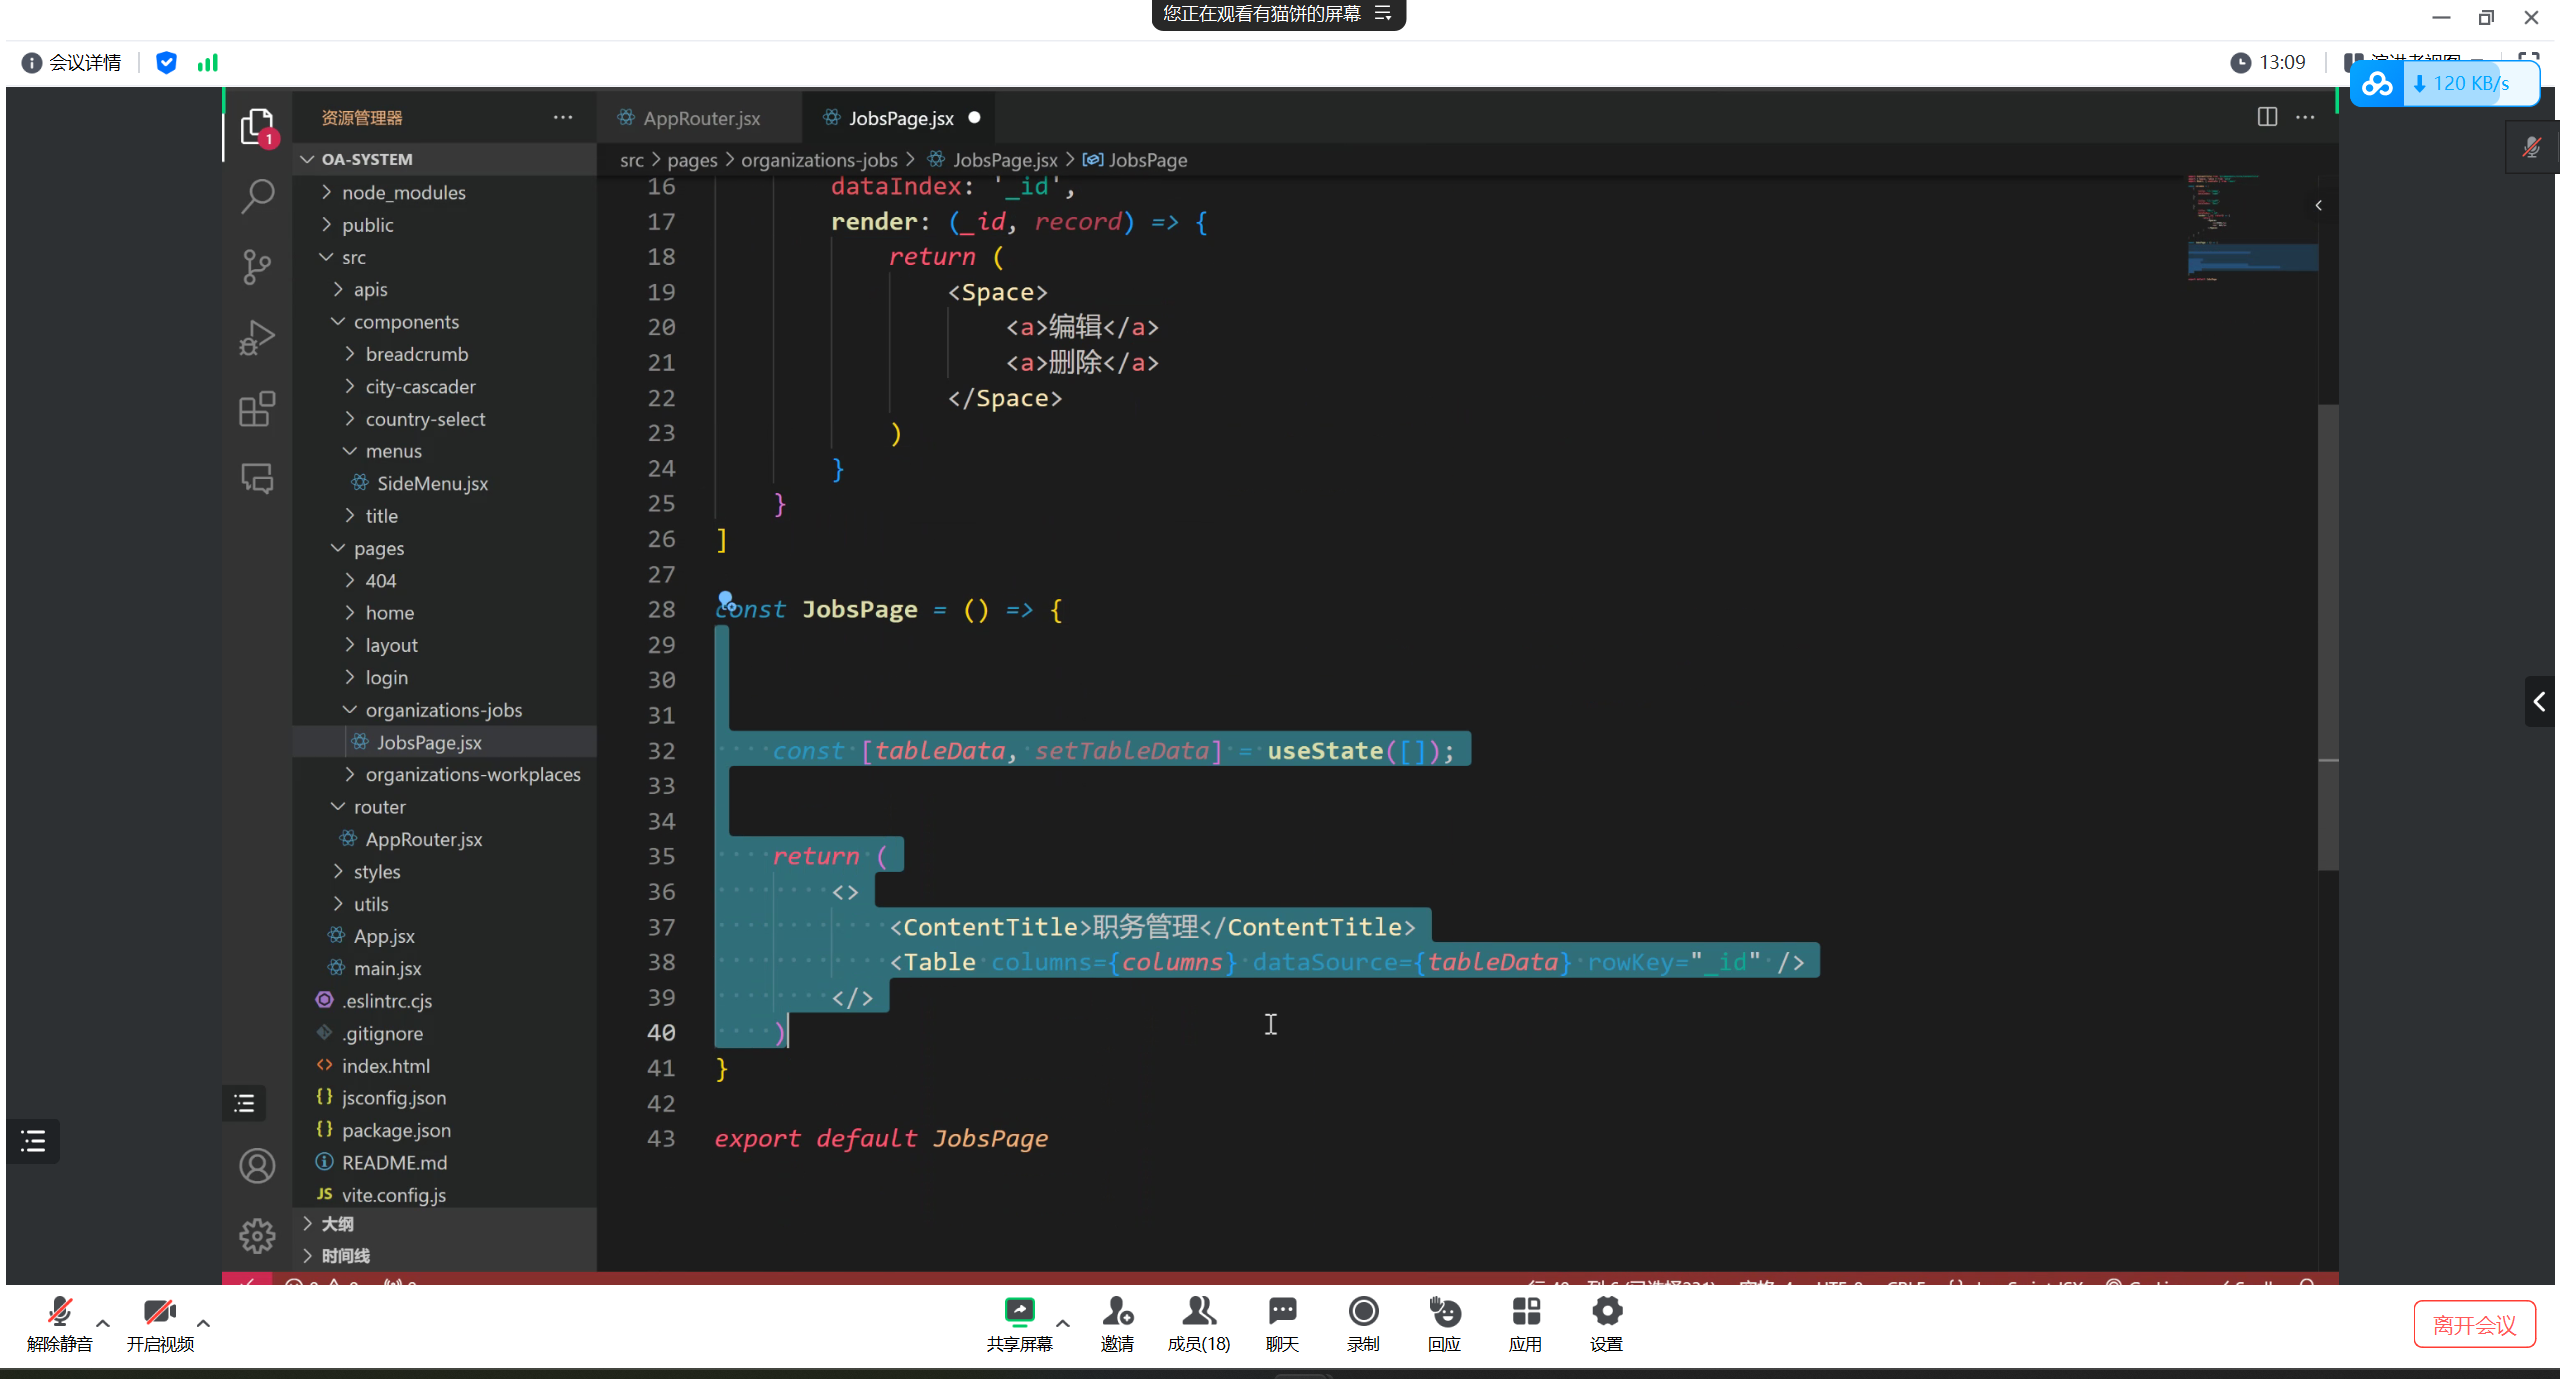 您正在观看有猫饼的屏幕
会议详情
13:09
120 KB/s
1
资源管理器
AppRouter.jsx
JobsPage.jsx
OA-SYSTEM
src > pages > organizations-jobs > JobsPage.jsx > JobsPage
node_modules
public
src
apis
components
breadcrumb
city-cascader
country-select
menus
SideMenu.jsx
title
pages
404
home
layout
login
organizations-jobs
JobsPage.jsx
organizations-workplaces
router
AppRouter.jsx
styles
utils
App.jsx
main.jsx
.eslintrc.cjs
.gitignore
index.html
{} jsconfig.json
{} package.json
README.md
JS vite.config.js
大纲
时间线
16 dataIndex: '_id',
17 render: (_id, record) => {
18 return (
19 <Space>
20 <a>编辑</a>
21 <a>删除</a>
22 </Space>
23 )
24 }
25 }
26 ]
27
28 const JobsPage = () => {
29
30
31
32 const [tableData, setTableData] = useState([]);
33
34
35 return (
36 <>
37 <ContentTitle>职务管理</ContentTitle>
38 <Table columns={columns} dataSource={tableData} rowKey="_id" />
39 </>
40 )
41 }
42
43 export default JobsPage
解除静音
开启视频
共享屏幕
邀请
成员(18)
聊天
录制
回应
应用
设置
离开会议